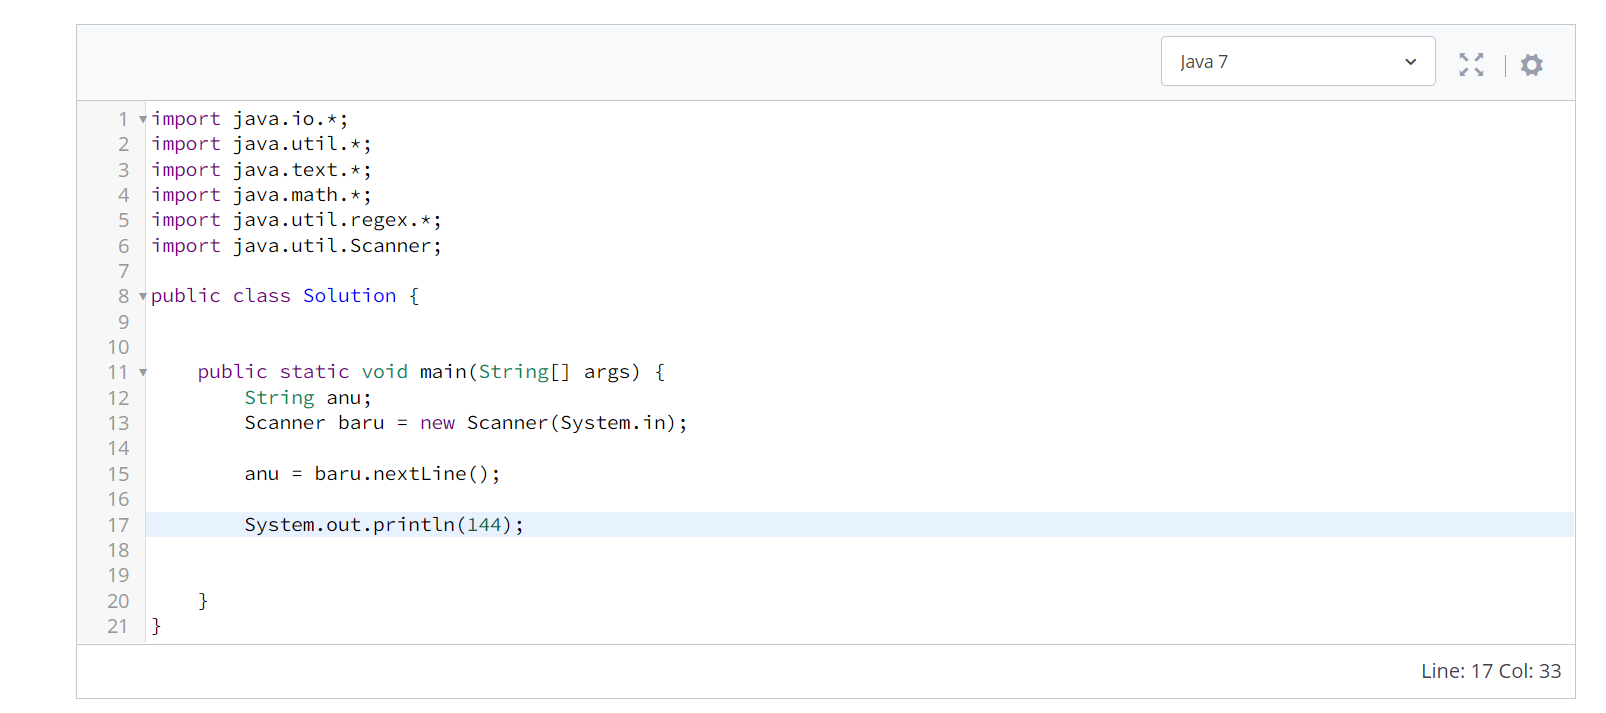 Java 7
1 import java.io.*;
2 import java.util.*;
3 import java.text.*;
4 import java.math.*;
5 import java.util.regex.*;
6 import java.util.Scanner;
7
8 public class Solution {
9
10
11     public static void main(String[] args) {
12         String anu;
13         Scanner baru = new Scanner(System.in);
14
15         anu = baru.nextLine();
16
17         System.out.println(144);
18
19
20     }
21 }
Line: 17 Col: 33